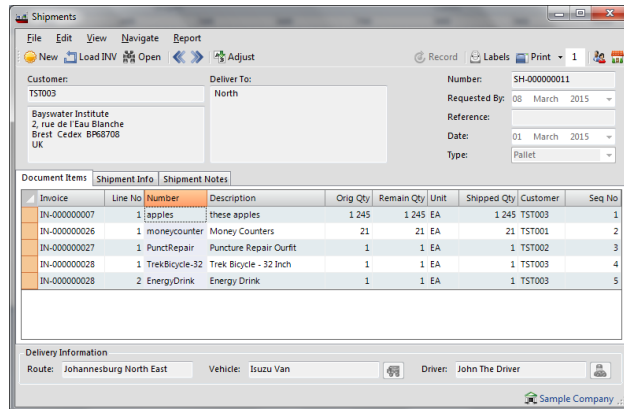 Shipments
File Edit View Navigate Report
New Load INV Open Adjust Record Labels Print 1
Customer: Deliver To: Number: SH-000000011
TST003 North Requested By: 08 March 2015
Bayswater Institute Reference:
2, rue de l'Eau Blanche
Brest Cedex BP68708 Date: 01 March 2015
UK Type: Pallet
Document Items Shipment Info Shipment Notes
Invoice Line No Number Description Orig Qty Remain Qty Unit Shipped Qty Customer Seq No
IN-000000007 1 apples these apples 1 245 1 245 EA 1 245 TST003 1
IN-000000026 1 moneycounter Money Counters 21 21 EA 21 TST001 2
IN-000000027 1 PunctRepair Puncture Repair Ourfit 1 1 EA 1 TST002 3
IN-000000028 1 TrekBicycle-32 Trek Bicycle - 32 Inch 1 1 EA 1 TST003 4
IN-000000028 2 EnergyDrink Energy Drink 1 1 EA 1 TST003 5
Delivery Information
Route: Johannesburg North East Vehicle: Isuzu Van Driver: John The Driver
Sample Company